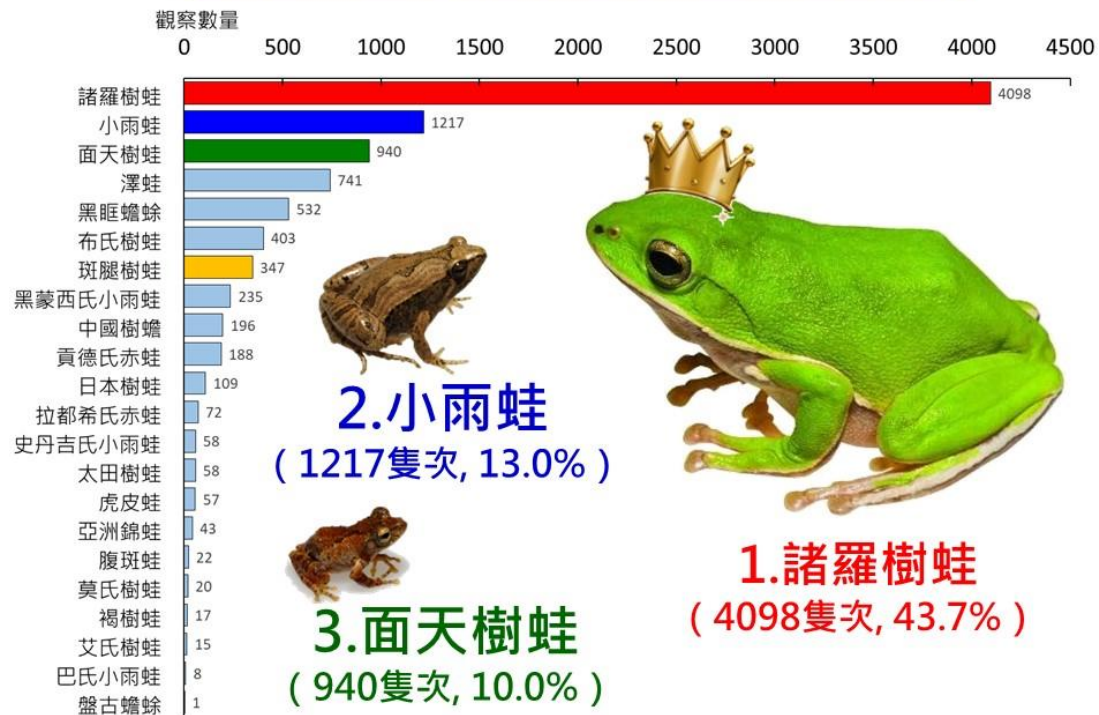 觀察數量
0 500 1000 1500 2000 2500 3000 3500 4000 4500
諸羅樹蛙 4098
小雨蛙 1217
面天樹蛙 940
澤蛙 741
黑眶蟾蜍 532
布氏樹蛙 403
斑腿樹蛙 347
黑蒙西氏小雨蛙 235
中國樹蟾 196
貢德氏赤蛙 188
日本樹蛙 109
拉都希氏赤蛙 72
史丹吉氏小雨蛙 58
太田樹蛙 58
虎皮蛙 57
亞洲錦蛙 43
腹斑蛙 22
莫氏樹蛙 20
褐樹蛙 17
艾氏樹蛙 15
巴氏小雨蛙 8
盤古蟾蜍 1
2.小雨蛙
( 1217隻次, 13.0% )
3.面天樹蛙
( 940隻次, 10.0% )
1.諸羅樹蛙
( 4098隻次, 43.7% )